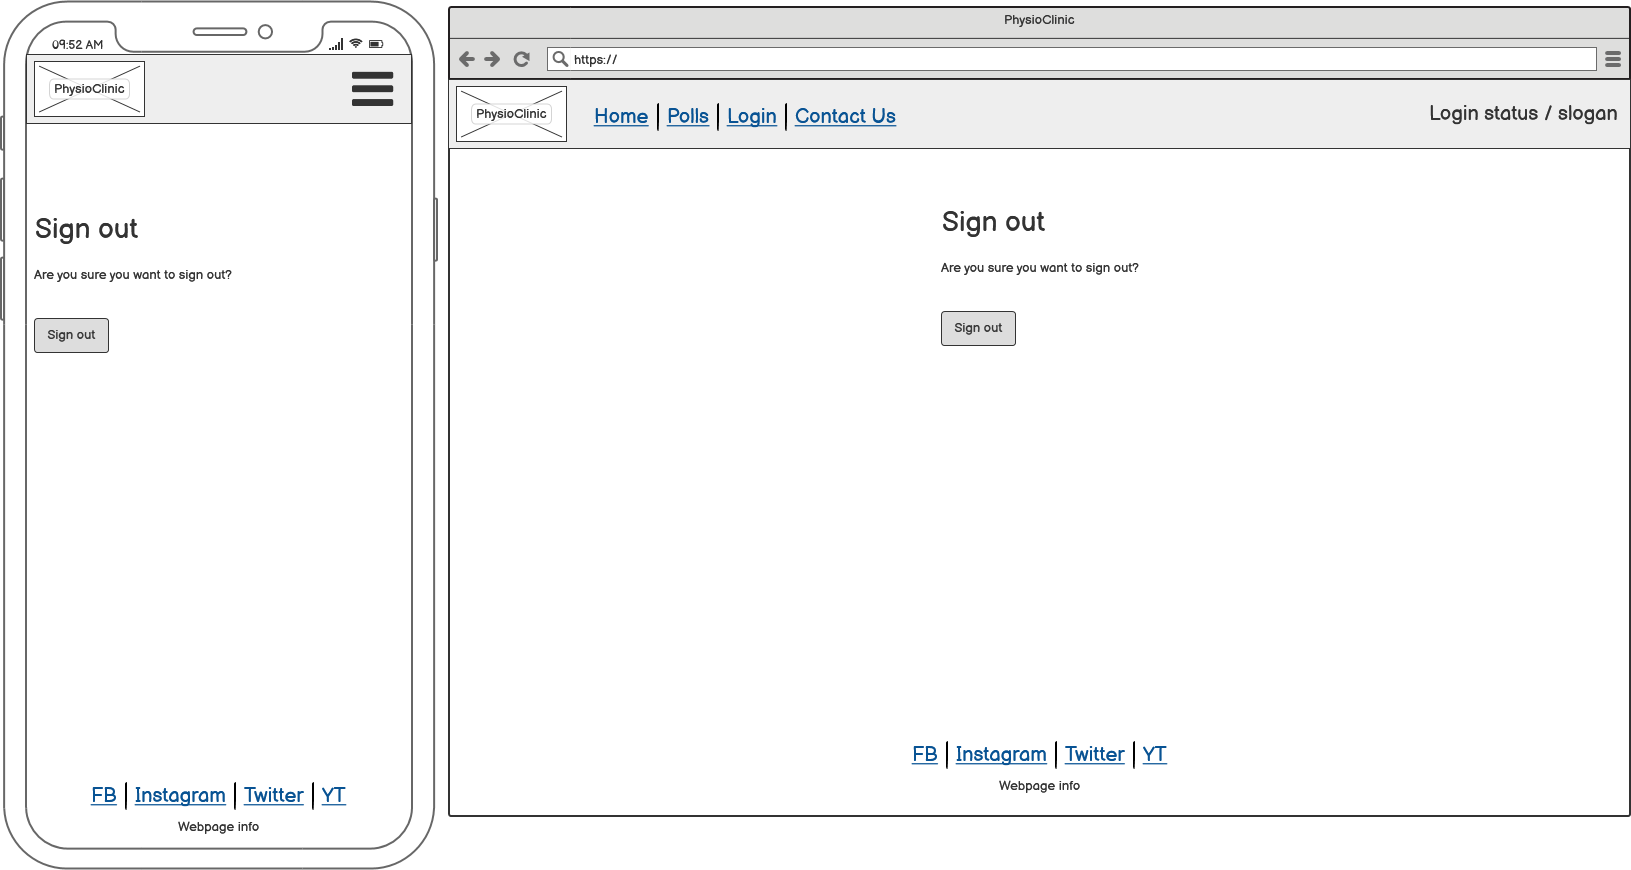 09:52 AM
PhysioClinic
Sign out
Are you sure you want to sign out?
Sign out
FB | Instagram | Twitter | YT
Webpage info
PhysioClinic
https://
PhysioClinic
Home | Polls | Login | Contact Us
Login status / slogan
Sign out
Are you sure you want to sign out?
Sign out
FB | Instagram | Twitter | YT
Webpage info